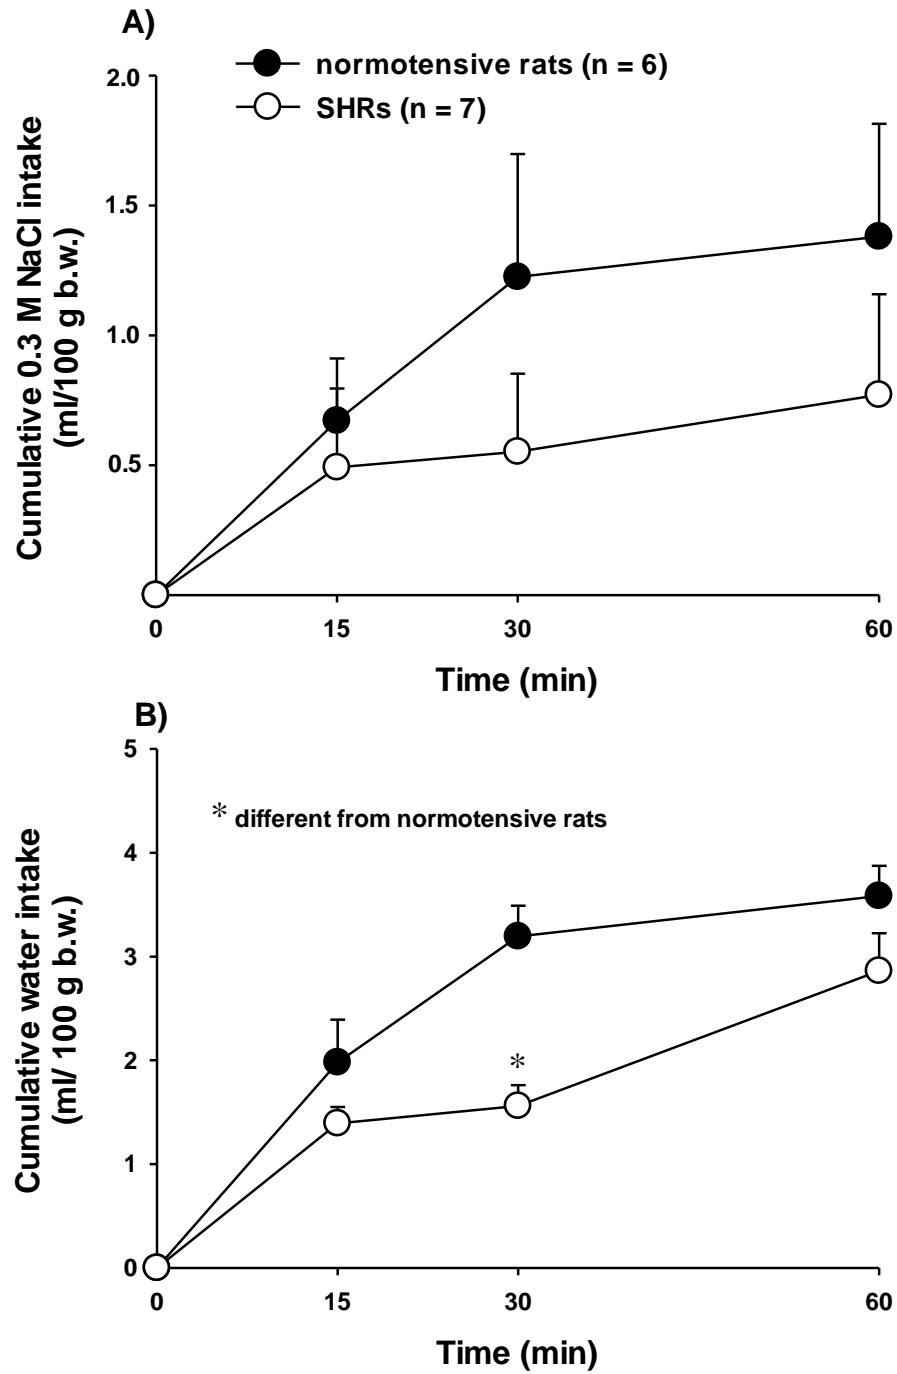 A)
normotensive rats (n = 6)
SHRs (n = 7)
Cumulative 0.3 M NaCl intake
(ml/100 g b.w.)
2.0
1.5
1.0
0.5
0
15
30
60
Time (min)
B)
* different from normotensive rats
Cumulative water intake
(ml/ 100 g b.w.)
5
4
3
2
1
0
*
0
15
30
60
Time (min)